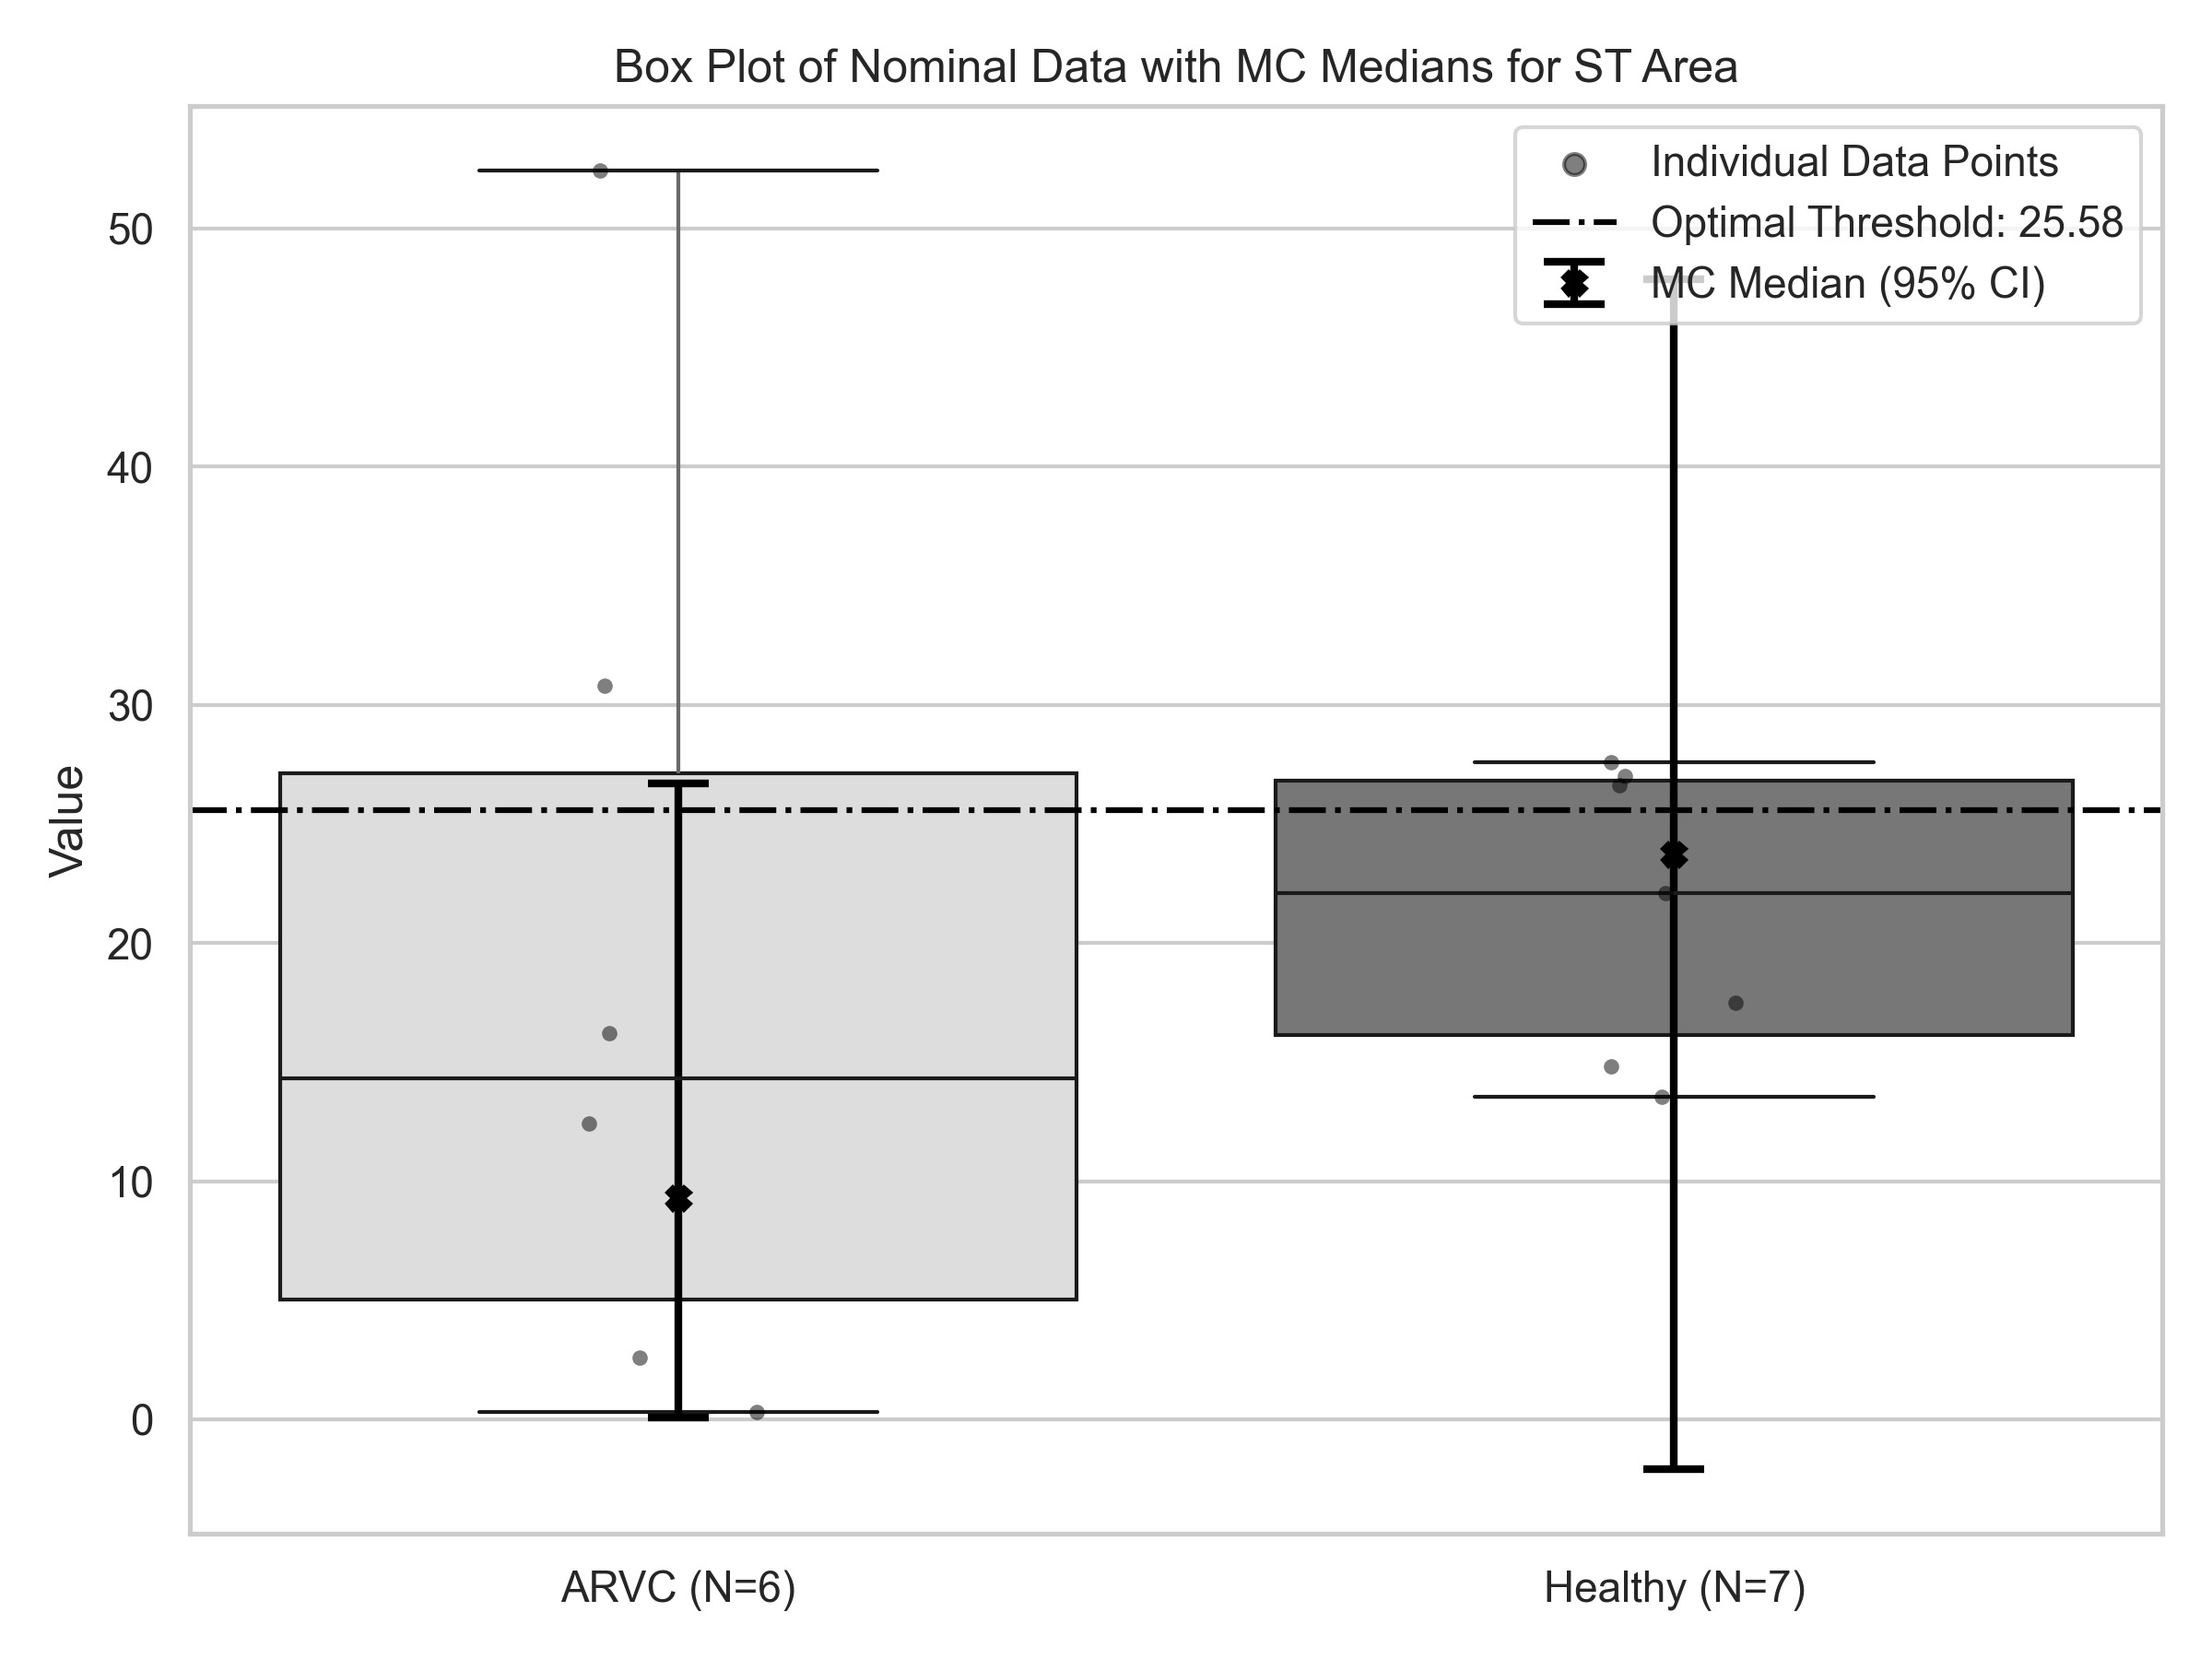 Box Plot of Nominal Data with MC Medians for ST Area
Individual Data Points
Optimal Threshold: 25.58
MC Median (95% CI)
Value
50
40
30
20
10
0
ARVC (N=6)
Healthy (N=7)